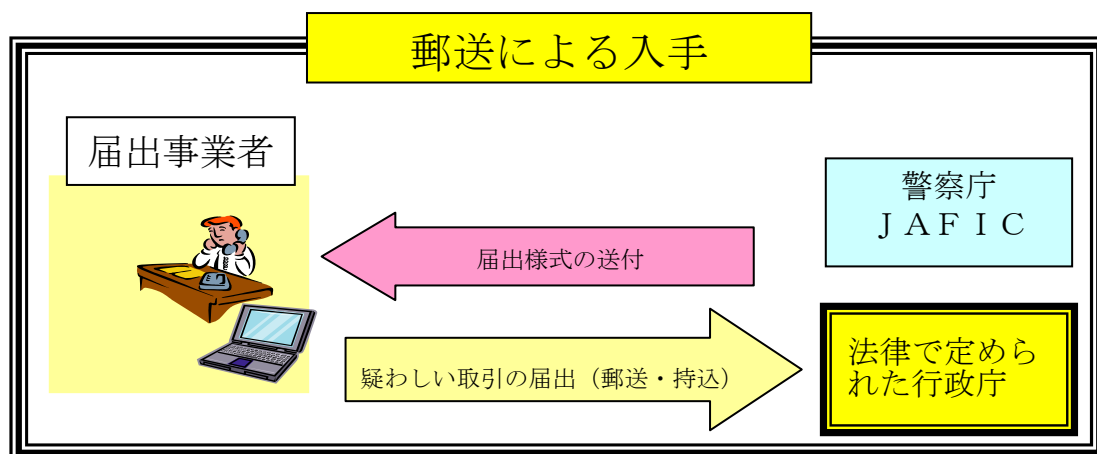 郵送による入手
届出事業者
警察庁
ＪＡＦＩＣ
届出様式の送付
疑わしい取引の届出（郵送・持込）
法律で定めら
れた行政庁